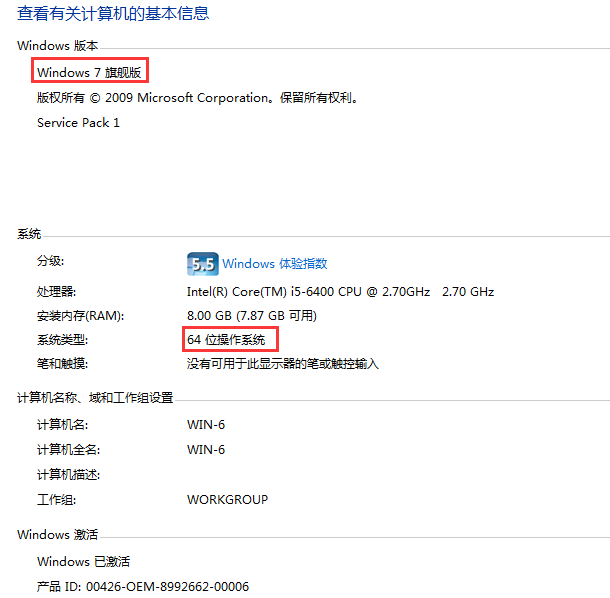 查看有关计算机的基本信息
Windows 版本
Windows 7 旗舰版
版权所有 © 2009 Microsoft Corporation。保留所有权利。
Service Pack 1
系统
分级: 5.5 Windows 体验指数
处理器: Intel(R) Core(TM) i5-6400 CPU @ 2.70GHz 2.70 GHz
安装内存(RAM): 8.00 GB (7.87 GB 可用)
系统类型: 64 位操作系统
笔和触摸: 没有可用于此显示器的笔或触控输入
计算机名称、域和工作组设置
计算机名: WIN-6
计算机全名: WIN-6
计算机描述:
工作组: WORKGROUP
Windows 激活
Windows 已激活
产品 ID: 00426-OEM-8992662-00006